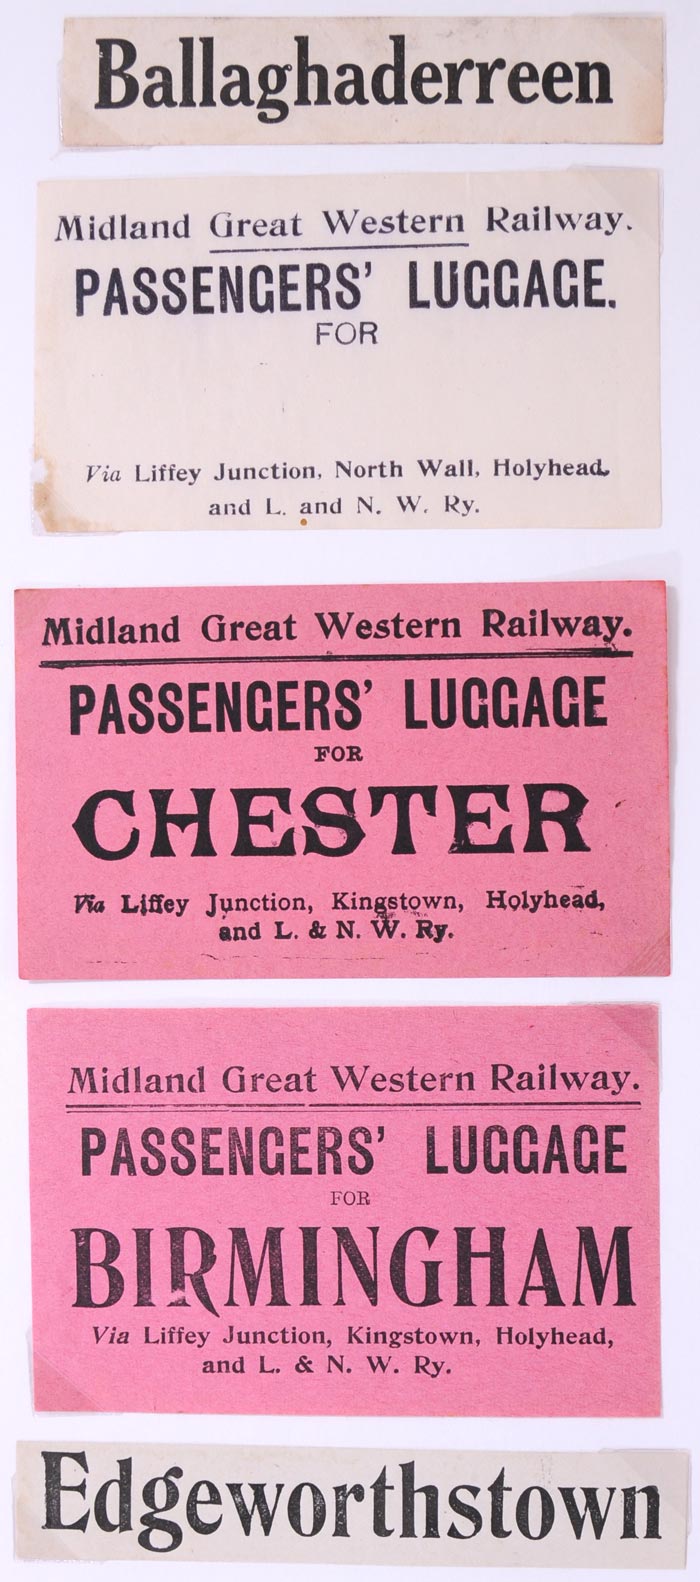 Ballaghaderreen
Midland Great Western Railway.
PASSENGERS' LUGGAGE.
FOR
Via Liffey Junction, North Wall, Holyhead,
and L. and N. W. Ry.
Midland Great Western Railway.
PASSENGERS' LUGGAGE
FOR
CHESTER
Via Liffey Junction, Kingstown, Holyhead,
and L. & N. W. Ry.
Midland Great Western Railway.
PASSENGERS' LUGGAGE
FOR
BIRMINGHAM
Via Liffey Junction, Kingstown, Holyhead,
and L. & N. W. Ry.
Edgeworthstown